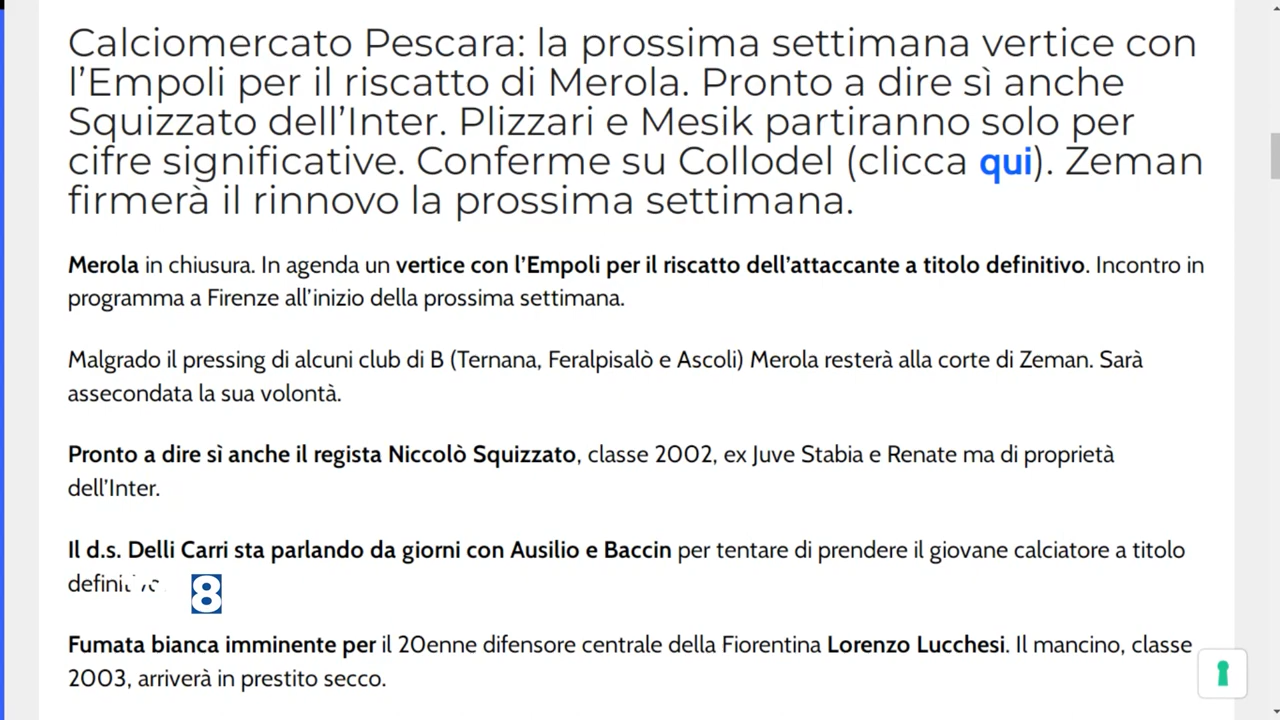 Calciomercato Pescara: la prossima settimana vertice con
l’Empoli per il riscatto di Merola. Pronto a dire sì anche
Squizzato dell’Inter. Plizzari e Mesik partiranno solo per
cifre significative. Conferme su Collodel (clicca qui). Zeman
firmerà il rinnovo la prossima settimana.
Merola in chiusura. In agenda un vertice con l’Empoli per il riscatto dell’attaccante a titolo definitivo. Incontro in
programma a Firenze all’inizio della prossima settimana.
Malgrado il pressing di alcuni club di B (Ternana, Feralpisalò e Ascoli) Merola resterà alla corte di Zeman. Sarà
assecondata la sua volontà.
Pronto a dire sì anche il regista Niccolò Squizzato, classe 2002, ex Juve Stabia e Renate ma di proprietà
dell’Inter.
Il d.s. Delli Carri sta parlando da giorni con Ausilio e Baccin per tentare di prendere il giovane calciatore a titolo
8
Fumata bianca imminente per il 20enne difensore centrale della Fiorentina Lorenzo Lucchesi. Il mancino, classe
2003, arriverà in prestito secco.